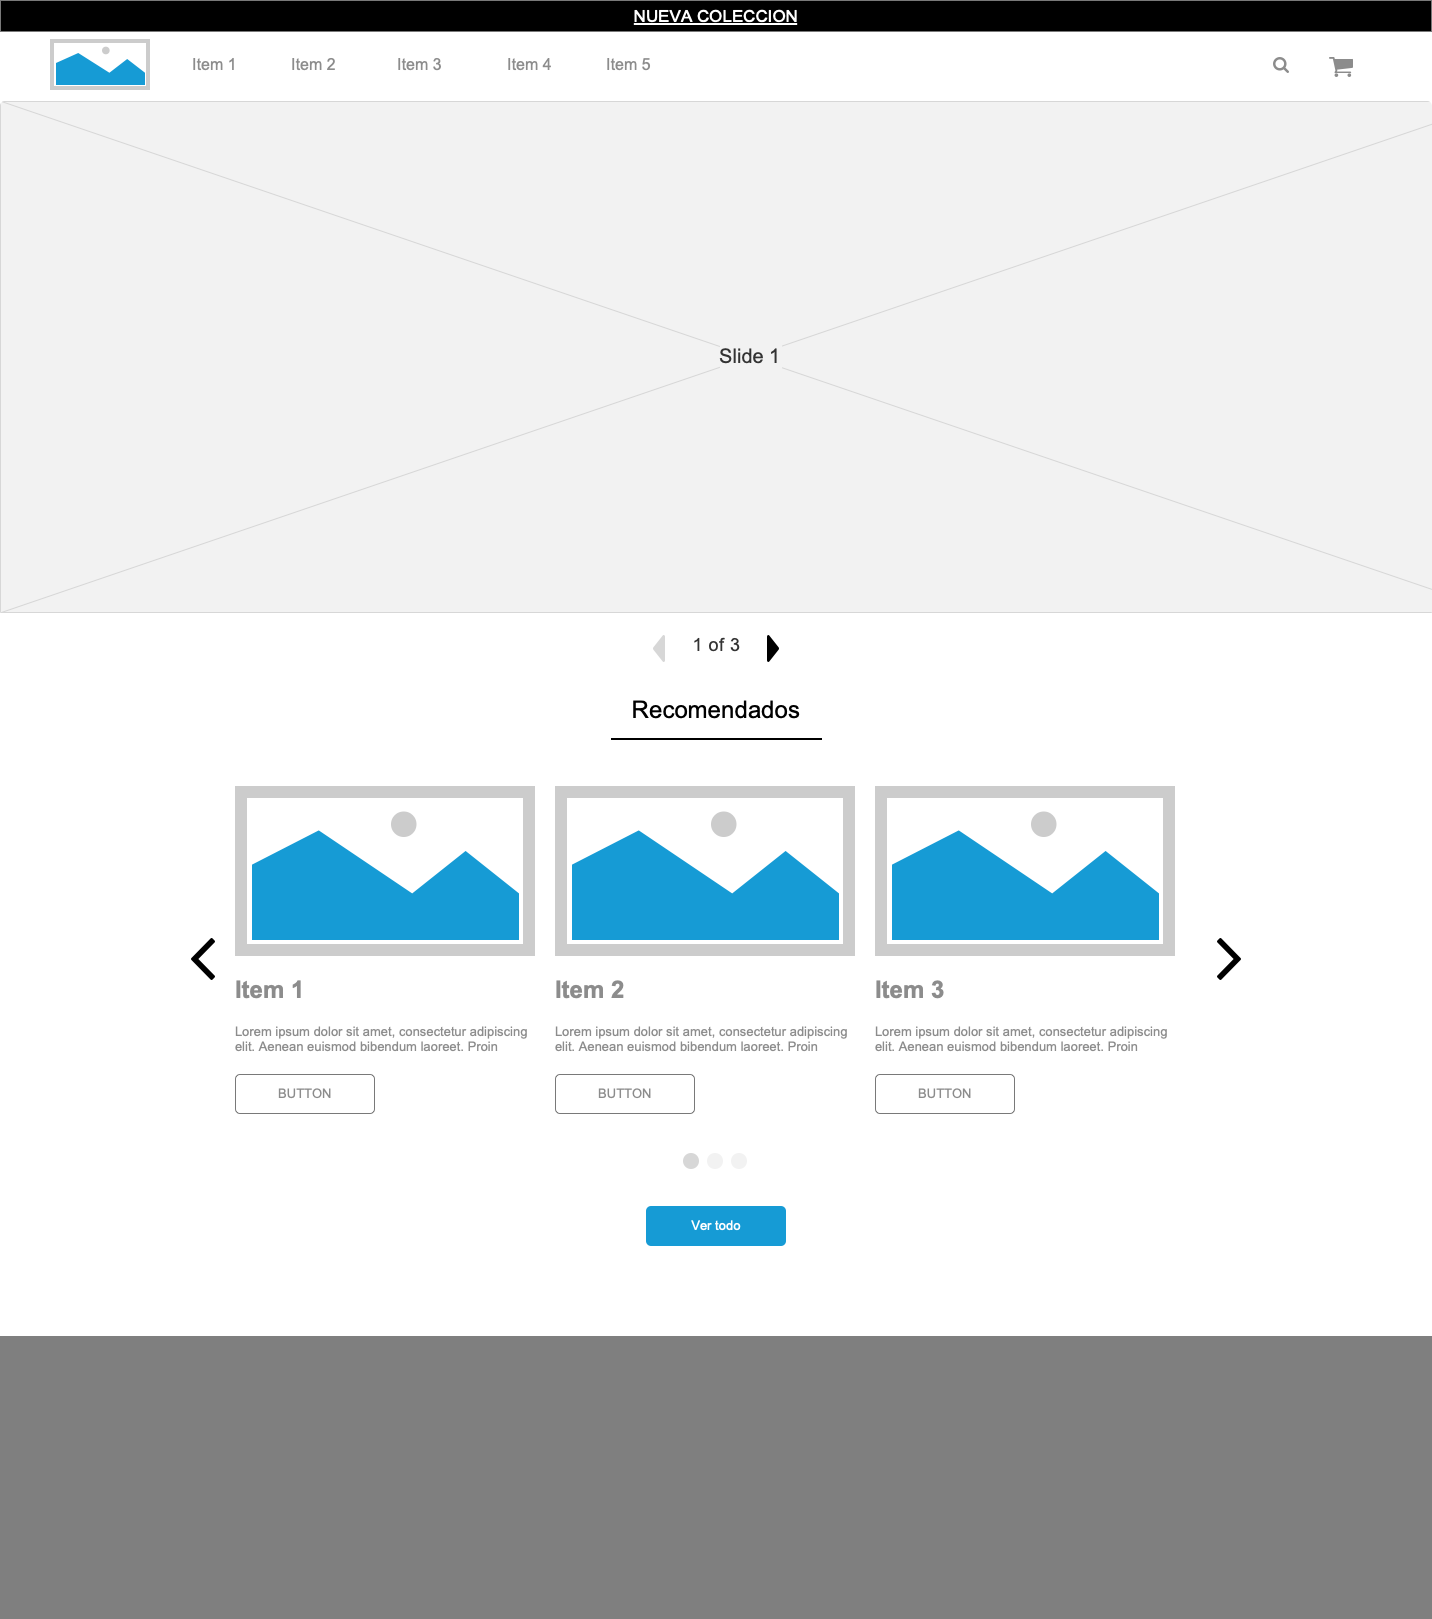 NUEVA COLECCION
Item 1 Item 2 Item 3 Item 4 Item 5
Slide 1
1 of 3
Recomendados
Item 1
Lorem ipsum dolor sit amet, consectetur adipiscing
elit. Aenean euismod bibendum laoreet. Proin
BUTTON
Item 2
Lorem ipsum dolor sit amet, consectetur adipiscing
elit. Aenean euismod bibendum laoreet. Proin
BUTTON
Item 3
Lorem ipsum dolor sit amet, consectetur adipiscing
elit. Aenean euismod bibendum laoreet. Proin
BUTTON
Ver todo